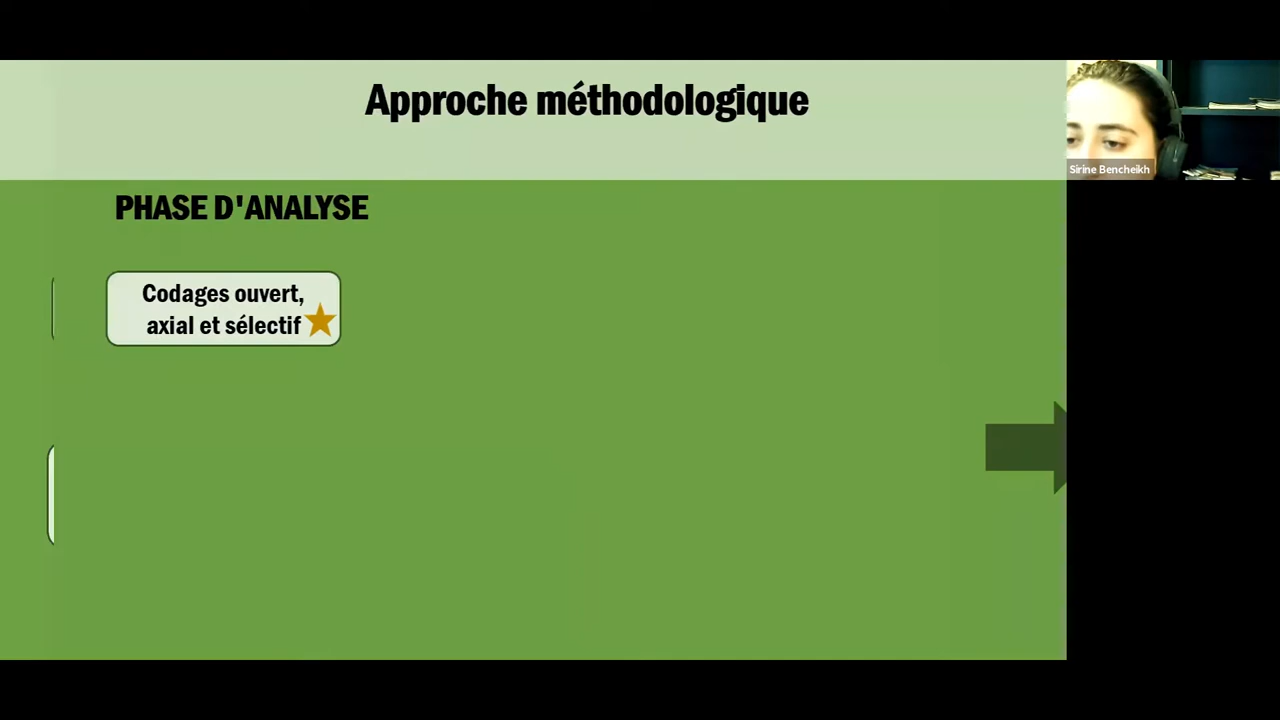 Approche méthodologique
Sirine Bencheikh
PHASE D'ANALYSE
Codages ouvert,
axial et sélectif